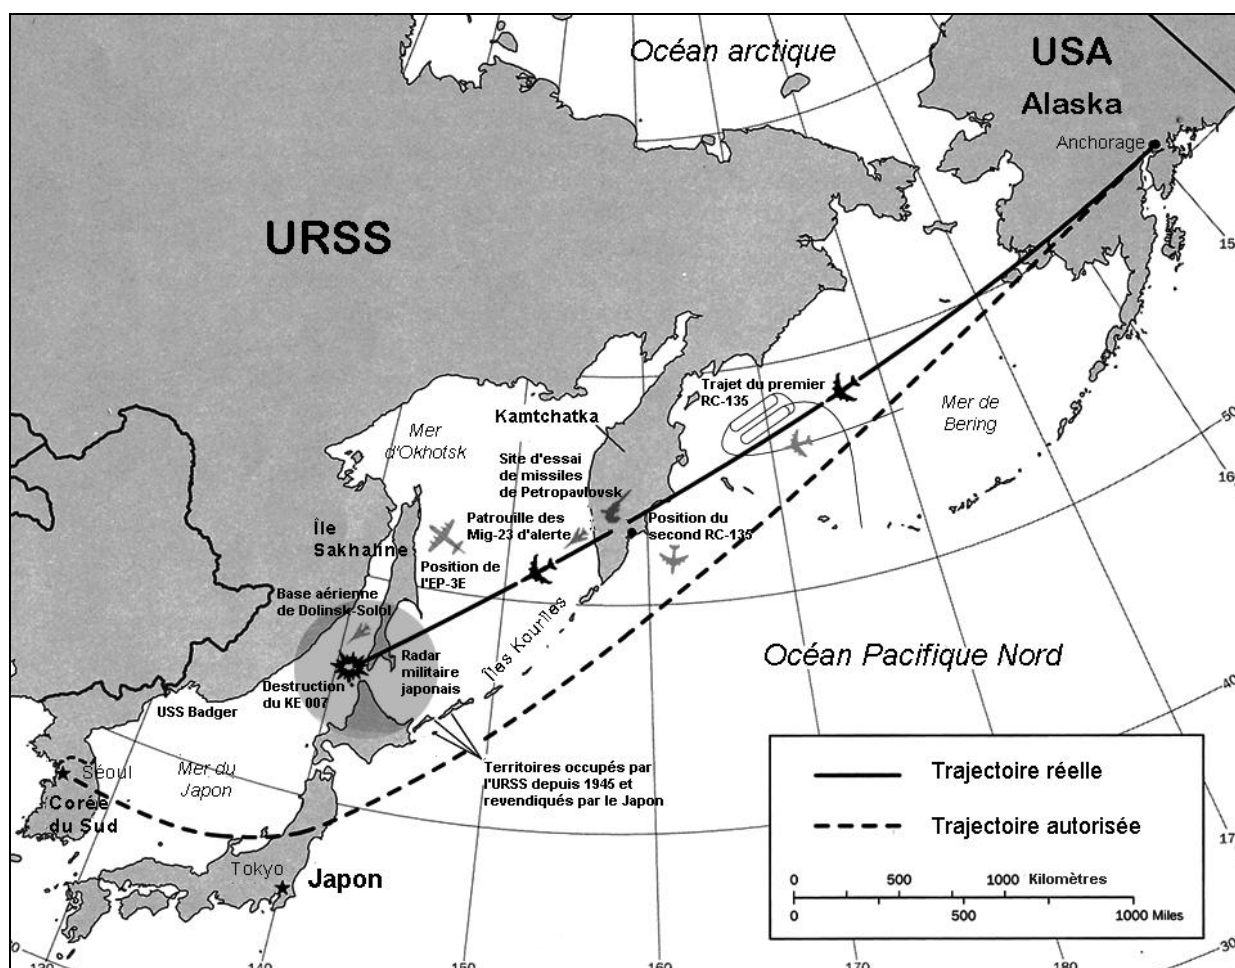 Océan arctique
USA
Alaska
Anchorage
URSS
15
Trajet du premier
RC-135
Kamtchatka
Mer de
Bering
Mer
d'Okhotsk
50
Site d'essai
de missiles
de Petropavlovsk
16
Île
Sakhaline
Patrouille des
Mig-23 d'alerte
Position du
second RC-135
Position de
l'EP-3E
Base aérienne
de Dolinsk-Sokol
Îles Kouriles
Radar
militaire
japonais
Océan Pacifique Nord
Destruction
du KE 007
USS Badger
40
Séoul
Mer du
Japon
Territoires occupés par
l'URSS depuis 1945 et
revendiqués par le Japon
Trajectoire réelle
Corée
du Sud
Trajectoire autorisée
17
Tokyo
Japon
0 500 1000 Kilomètres
0 500 1000 Miles
30
130
140
150
160
170
180